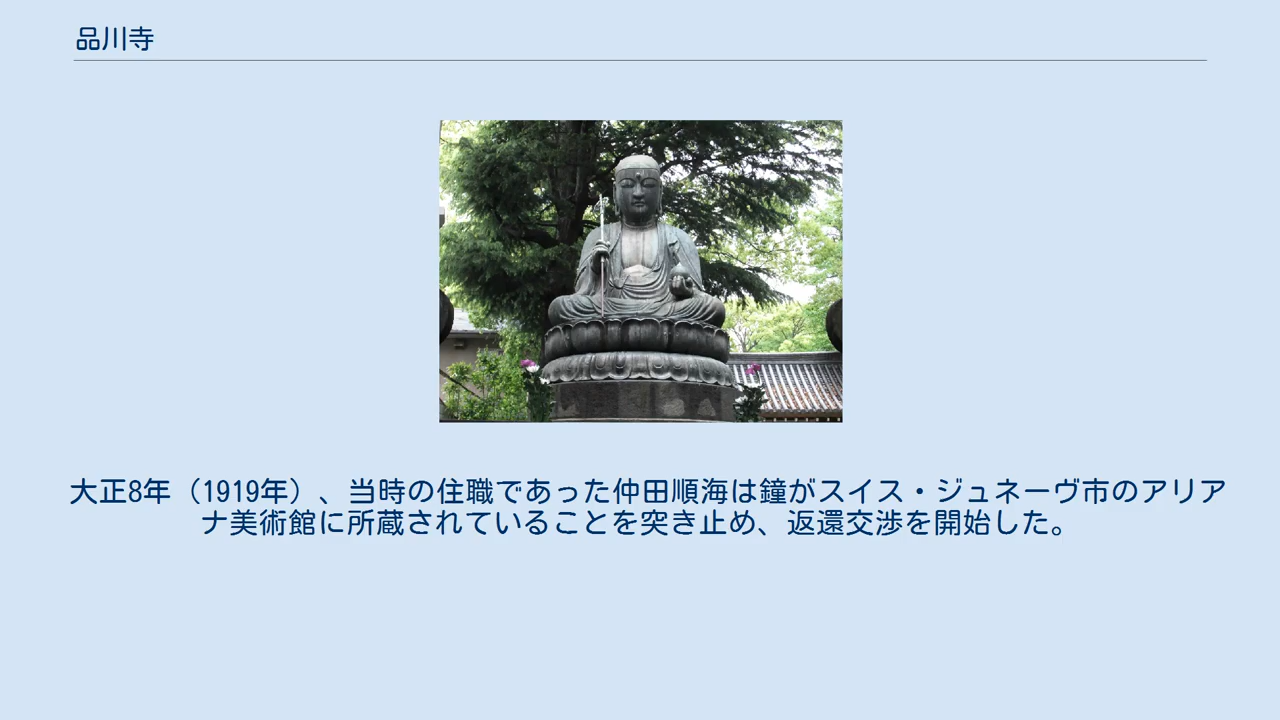 品川寺
大正8年（1919年）、当時の住職であった仲田順海は鐘がスイス・ジュネーヴ市のアリア
ナ美術館に所蔵されていることを突き止め、返還交渉を開始した。